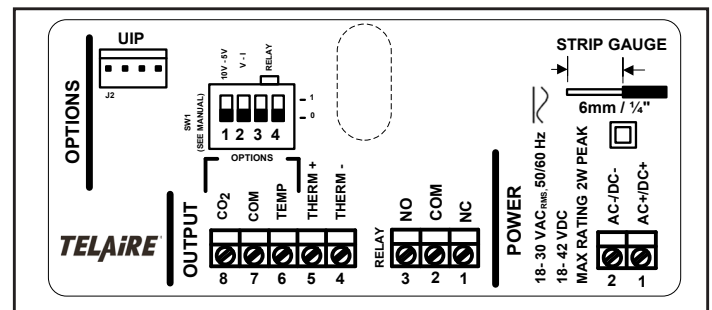 OPTIONS
UIP
J2
10V - 5V
V - I
RELAY
SW1
(SEE MANUAL)
1
0
1 2 3 4
OPTIONS
STRIP GAUGE
6mm / ¼"
TELAIRE
OUTPUT
CO2
COM
TEMP
THERM +
THERM -
8 7 6 5 4
RELAY
NO
COM
NC
3 2 1
POWER
18- 30 VAC RMS, 50/60 Hz
18- 42 VDC
MAX RATING 2W PEAK
AC-/DC-
AC+/DC+
2 1